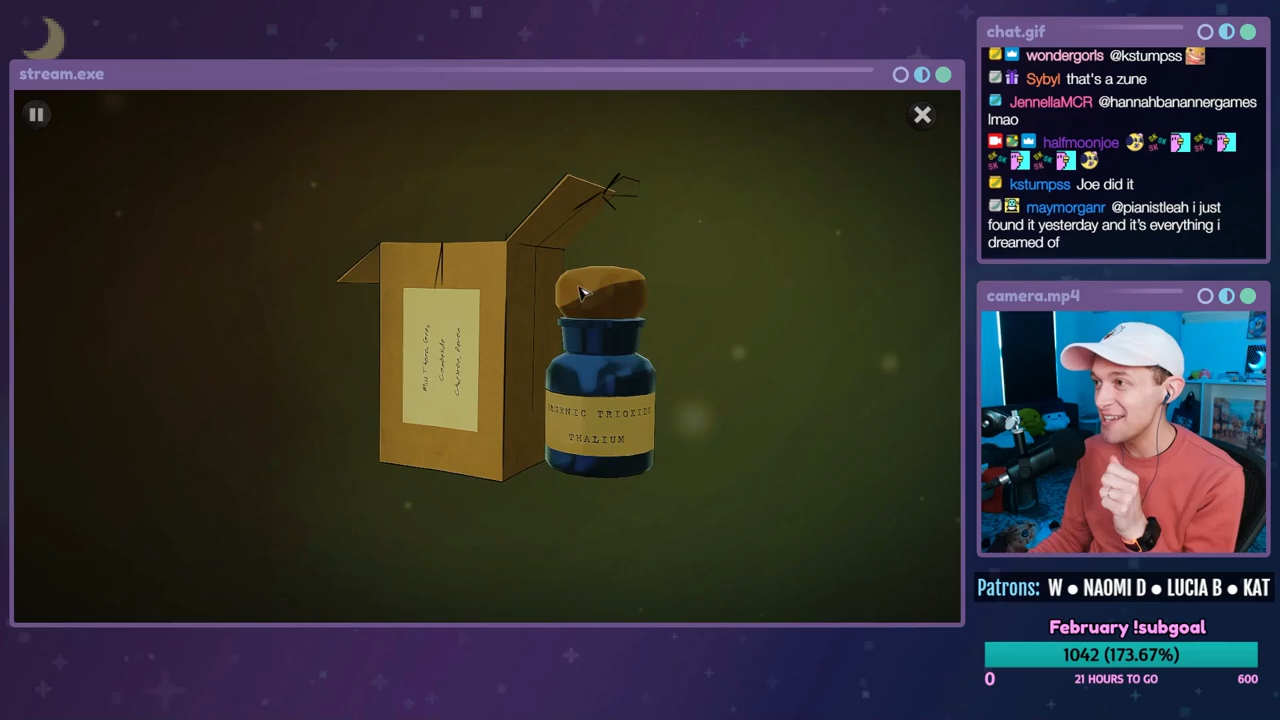 stream.exe
chat.gif
wondergorls @kstumpss
Sybyl that's a zune
JennellaMCR @hannahbanannergames
lmao
halfmoonjoe
kstumpss Joe did it
maymorganr @pianistleah i just
found it yesterday and it's everything i
dreamed of
ARSENIC TRIOXIDE
THALIUM
camera.mp4
Patrons: W ● NAOMI D ● LUCIA B ● KAT
February !subgoal
1042 (173.67%)
0 21 HOURS TO GO 600